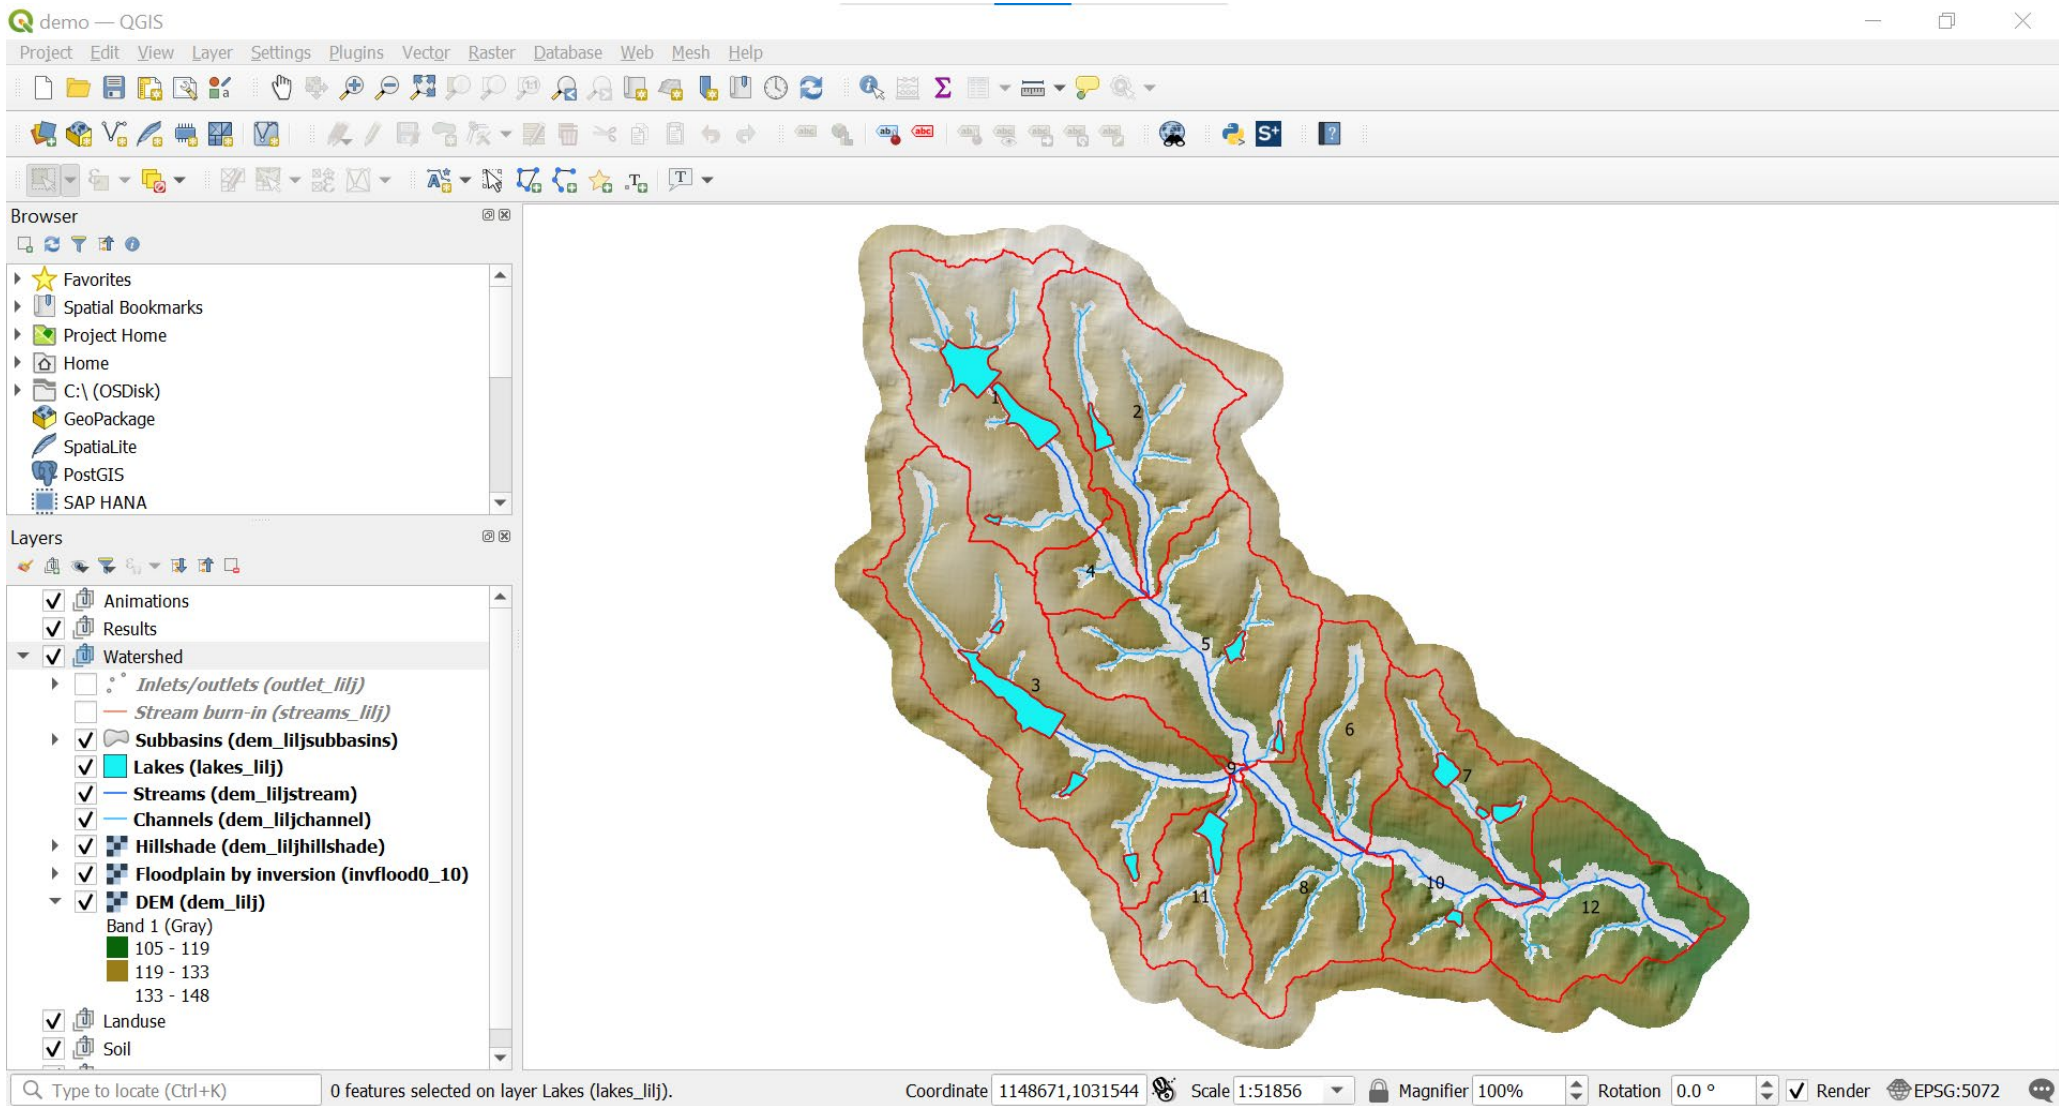 demo — QGIS
Project Edit View Layer Settings Plugins Vector Raster Database Web Mesh Help
Browser
Favorites
Spatial Bookmarks
Project Home
Home
C:\ (OSDisk)
GeoPackage
SpatiaLite
PostGIS
SAP HANA
Layers
Animations
Results
Watershed
Inlets/outlets (outlet_lilj)
Stream burn-in (streams_lilj)
Subbasins (dem_liljsubbasins)
Lakes (lakes_lilj)
Streams (dem_liljstream)
Channels (dem_liljchannel)
Hillshade (dem_liljhillshade)
Floodplain by inversion (invflood0_10)
DEM (dem_lilj)
Band 1 (Gray)
105 - 119
119 - 133
133 - 148
Landuse
Soil
1
2
4
5
3
6
9
7
10
8
11
12
Type to locate (Ctrl+K) 0 features selected on layer Lakes (lakes_lilj). Coordinate 1148671,1031544 Scale 1:51856 Magnifier 100% Rotation 0.0 ° Render EPSG:5072